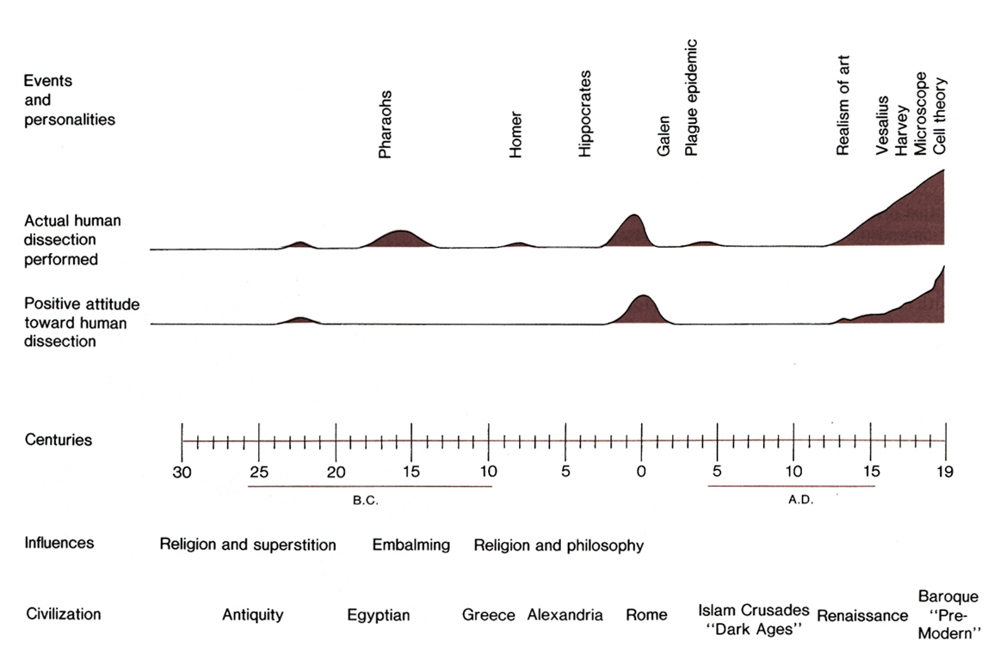 Events
and
personalities
Pharaohs
Homer
Hippocrates
Galen
Plague epidemic
Realism of art
Vesalius
Harvey
Microscope
Cell theory
Actual human
dissection
performed
Positive attitude
toward human
dissection
Centuries
30 25 20 15 10 5 0 5 10 15 19
B.C. A.D.
Influences
Religion and superstition Embalming Religion and philosophy
Civilization
Antiquity Egyptian Greece Alexandria Rome
Islam Crusades
"Dark Ages"
Renaissance
Baroque
"Pre-
Modern"